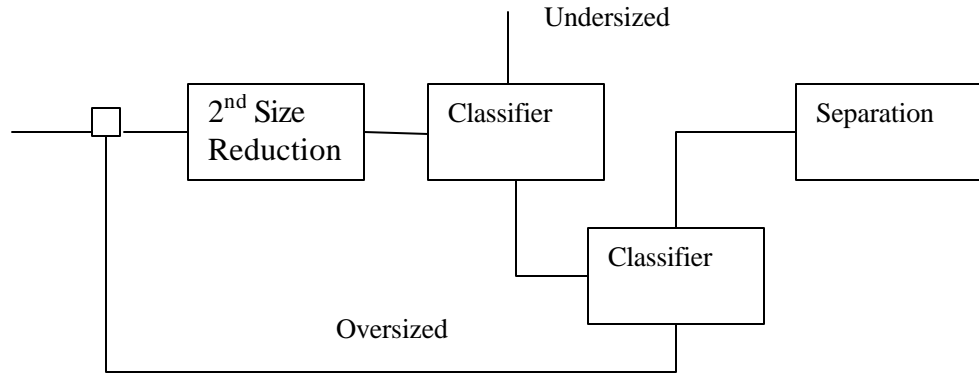 Undersized
2nd Size
Reduction
Classifier
Separation
Classifier
Oversized